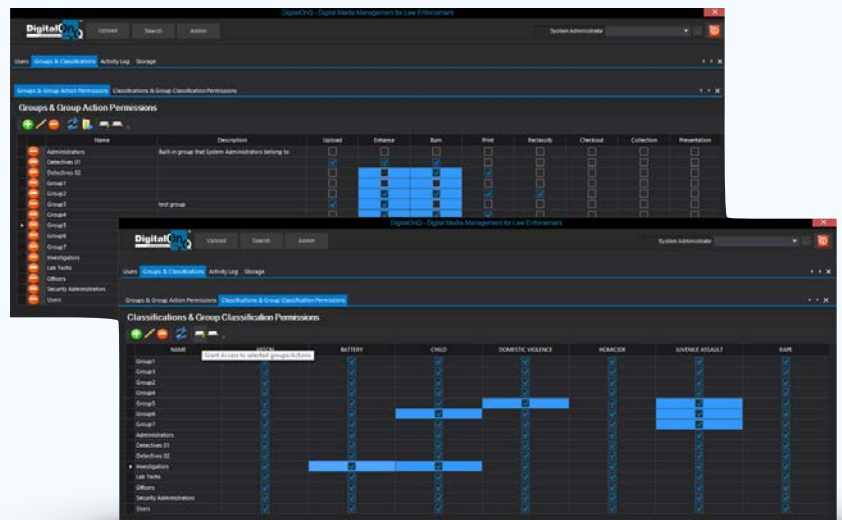 DigitalOnQ - Digital Media Management for Law Enforcement
DigitalOnQ Upload Search Admin System Administrator
Users Groups & Classifications Activity Log Storage
Groups & Group Action Permissions Classifications & Group Classification Permissions
Groups & Group Action Permissions
Name Description Upload Enhance Burn Print Reclassify Checkout Collection Presentation
Administrators Built-in group that System Administrators belong to
Detectives 01
Detectives 02
Group1
Group2
Group3 test group
Group4
Group5
Group6
Group7
Investigators
Lab Techs
Officers
Security Administrators
Users
DigitalOnQ - Digital Media Management for Law Enforcement
DigitalOnQ Upload Search Admin System Administrator
Users Groups & Classifications Activity Log Storage
Groups & Group Action Permissions Classifications & Group Classification Permissions
Classifications & Group Classification Permissions
NAME ARSON BATTERY CHILD DOMESTIC VIOLENCE HOMICIDE JUVENILE ASSAULT RAPE
Grant Access to selected groups/Actions
Group1
Group3
Group2
Group4
Group5
Group6
Group7
Administrators
Detectives 01
Detectives 02
Investigators
Lab Techs
Officers
Security Administrators
Users